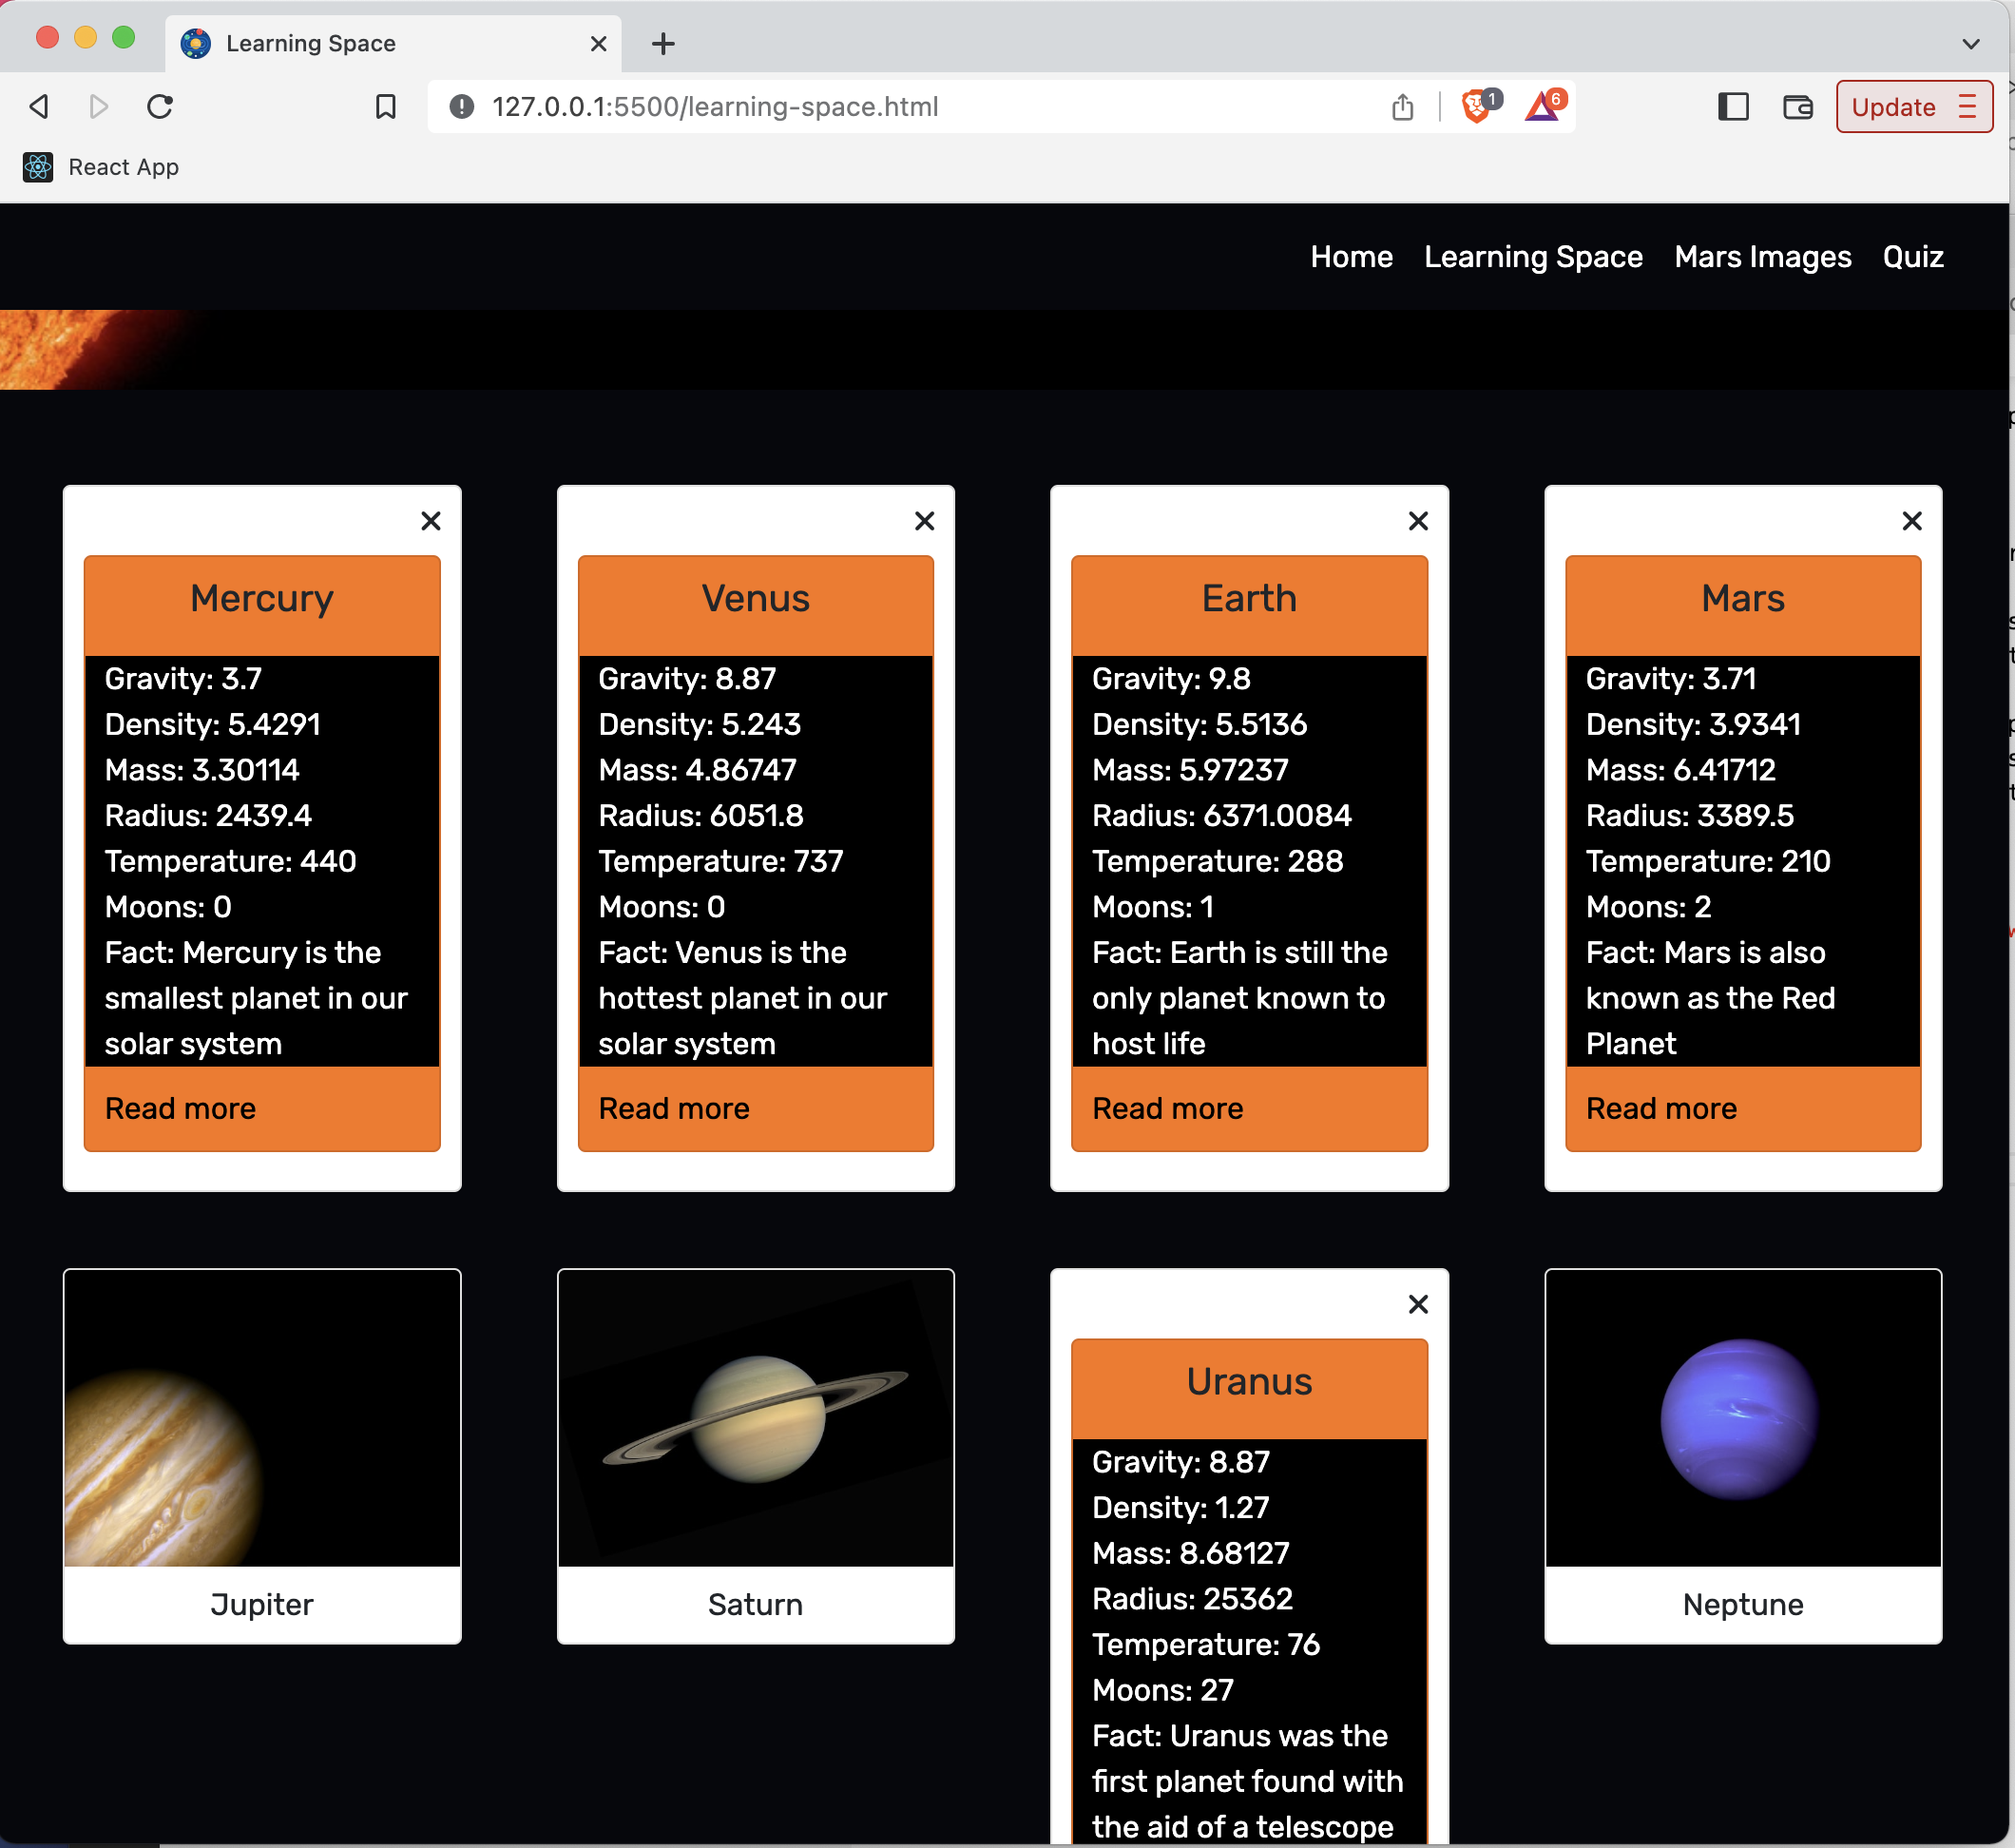 Learning Space
127.0.0.1:5500/learning-space.html
1
6
Update
React App
Home Learning Space Mars Images Quiz
Mercury
Gravity: 3.7
Density: 5.4291
Mass: 3.30114
Radius: 2439.4
Temperature: 440
Moons: 0
Fact: Mercury is the
smallest planet in our
solar system
Read more
Venus
Gravity: 8.87
Density: 5.243
Mass: 4.86747
Radius: 6051.8
Temperature: 737
Moons: 0
Fact: Venus is the
hottest planet in our
solar system
Read more
Earth
Gravity: 9.8
Density: 5.5136
Mass: 5.97237
Radius: 6371.0084
Temperature: 288
Moons: 1
Fact: Earth is still the
only planet known to
host life
Read more
Mars
Gravity: 3.71
Density: 3.9341
Mass: 6.41712
Radius: 3389.5
Temperature: 210
Moons: 2
Fact: Mars is also
known as the Red
Planet
Read more
Jupiter
Saturn
Uranus
Gravity: 8.87
Density: 1.27
Mass: 8.68127
Radius: 25362
Temperature: 76
Moons: 27
Fact: Uranus was the
first planet found with
the aid of a telescope
Neptune